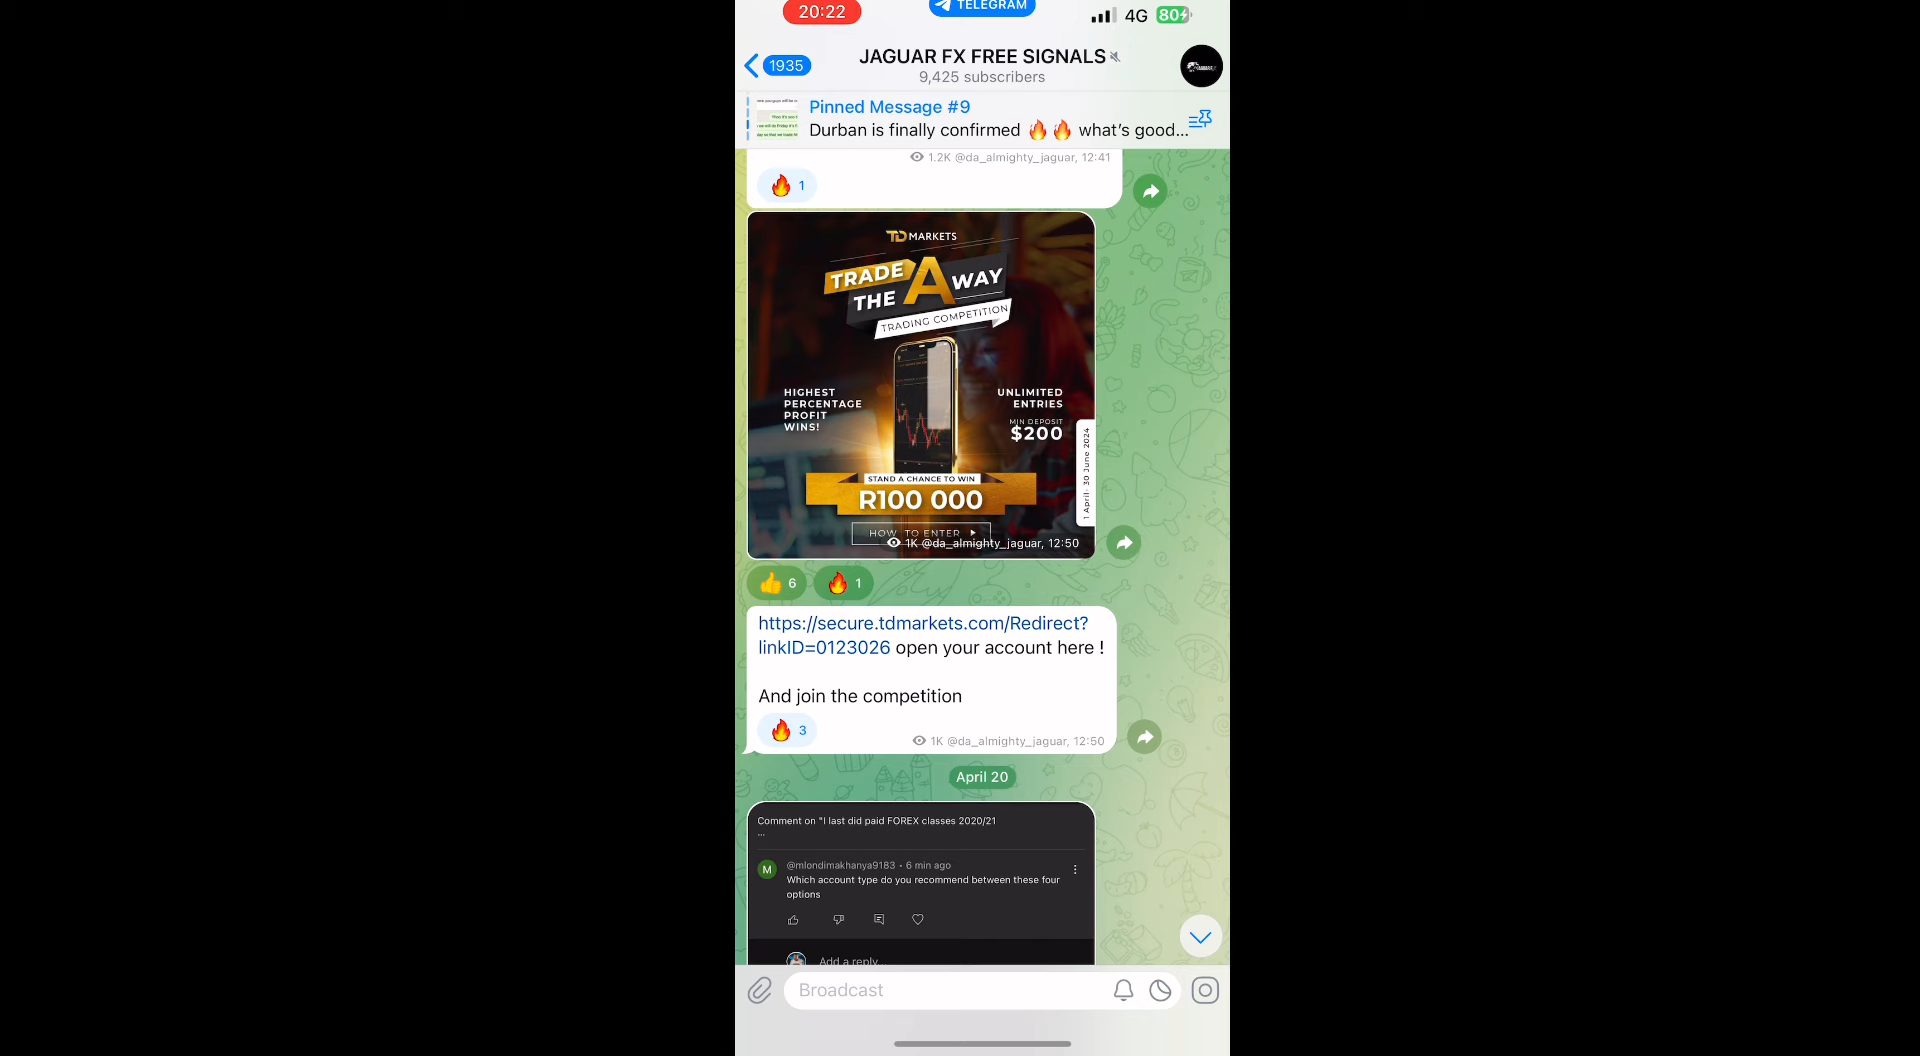 20:22
TELEGRAM
4G 80
1935
JAGUAR FX FREE SIGNALS
9,425 subscribers
Pinned Message #9
Durban is finally confirmed 🔥🔥 what's good...
1.2K @da_almighty_jaguar, 12:41
🔥 1
TD MARKETS
TRADE
THE A WAY
TRADING COMPETITION
HIGHEST
PERCENTAGE
PROFIT
WINS!
UNLIMITED
ENTRIES
MIN DEPOSIT
$200
1 April- 30 June 2024
STAND A CHANCE TO WIN
R100 000
HOW TO ENTER
1K @da_almighty_jaguar, 12:50
👍 6 🔥 1
https://secure.tdmarkets.com/Redirect?
linkID=0123026 open your account here !
And join the competition
🔥 3
1K @da_almighty_jaguar, 12:50
April 20
Comment on "I last did paid FOREX classes 2020/21
...
M
@mlondimakhanya9183 • 6 min ago
Which account type do you recommend between these four
options
Add a reply...
Broadcast